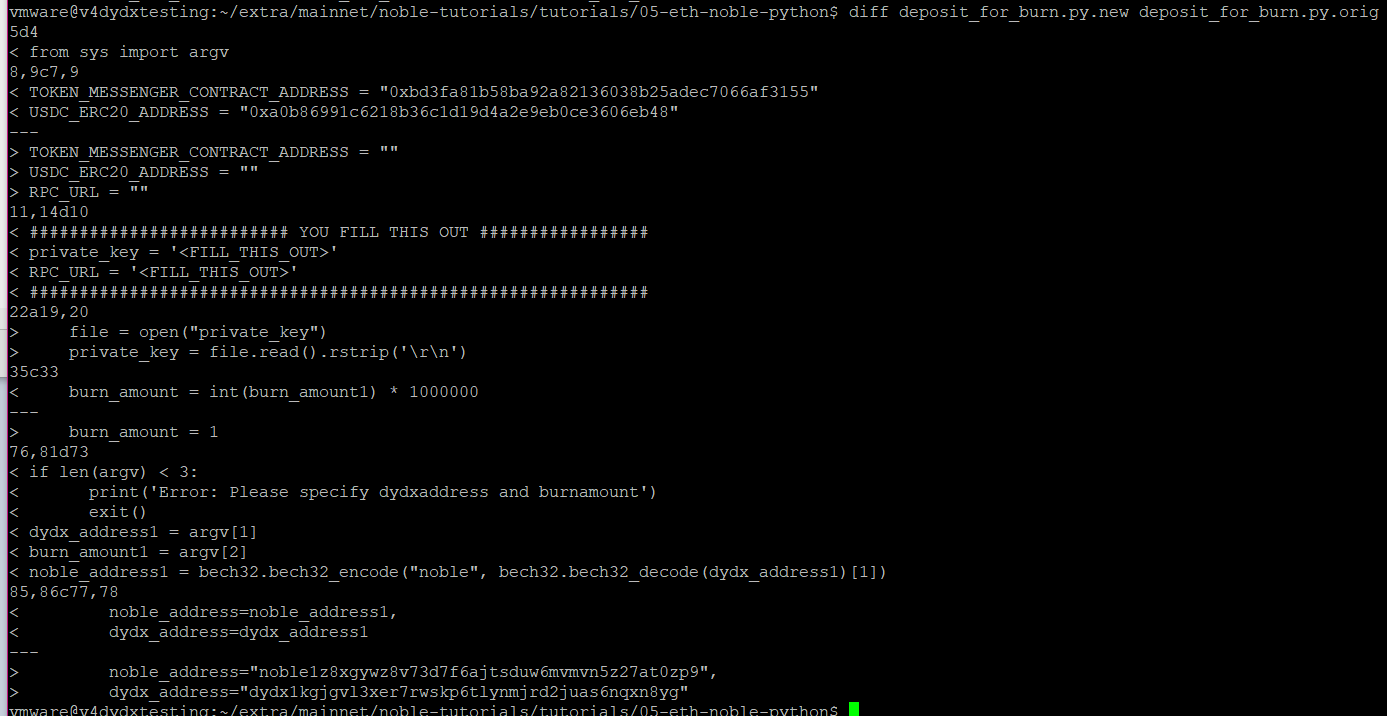 vmware@v4dydxtesting:~/extra/mainnet/noble-tutorials/tutorials/05-eth-noble-python$ diff deposit_for_burn.py.new deposit_for_burn.py.orig
5d4
< from sys import argv
8,9c7,9
< TOKEN_MESSENGER_CONTRACT_ADDRESS = "0xbd3fa81b58ba92a82136038b25adec7066af3155"
< USDC_ERC20_ADDRESS = "0xa0b86991c6218b36c1d19d4a2e9eb0ce3606eb48"
---
> TOKEN_MESSENGER_CONTRACT_ADDRESS = ""
> USDC_ERC20_ADDRESS = ""
> RPC_URL = ""
11,14d10
< ########################## YOU FILL THIS OUT #################
< private_key = '<FILL_THIS_OUT>'
< RPC_URL = '<FILL_THIS_OUT>'
< ##############################################################
22a19,20
>     file = open("private_key")
>     private_key = file.read().rstrip('\r\n')
35c33
<     burn_amount = int(burn_amount1) * 1000000
---
>     burn_amount = 1
76,81d73
< if len(argv) < 3:
<       print('Error: Please specify dydxaddress and burnamount')
<       exit()
< dydx_address1 = argv[1]
< burn_amount1 = argv[2]
< noble_address1 = bech32.bech32_encode("noble", bech32.bech32_decode(dydx_address1)[1])
85,86c77,78
<         noble_address=noble_address1,
<         dydx_address=dydx_address1
---
>         noble_address="noble1z8xgywz8v73d7f6ajtsduw6mvmvn5z27at0zp9",
>         dydx_address="dydx1kgjgvl3xer7rwskp6tlynmjrd2juas6nqxn8yg"
vmware@v4dydxtesting:~/extra/mainnet/noble-tutorials/tutorials/05-eth-noble-python$